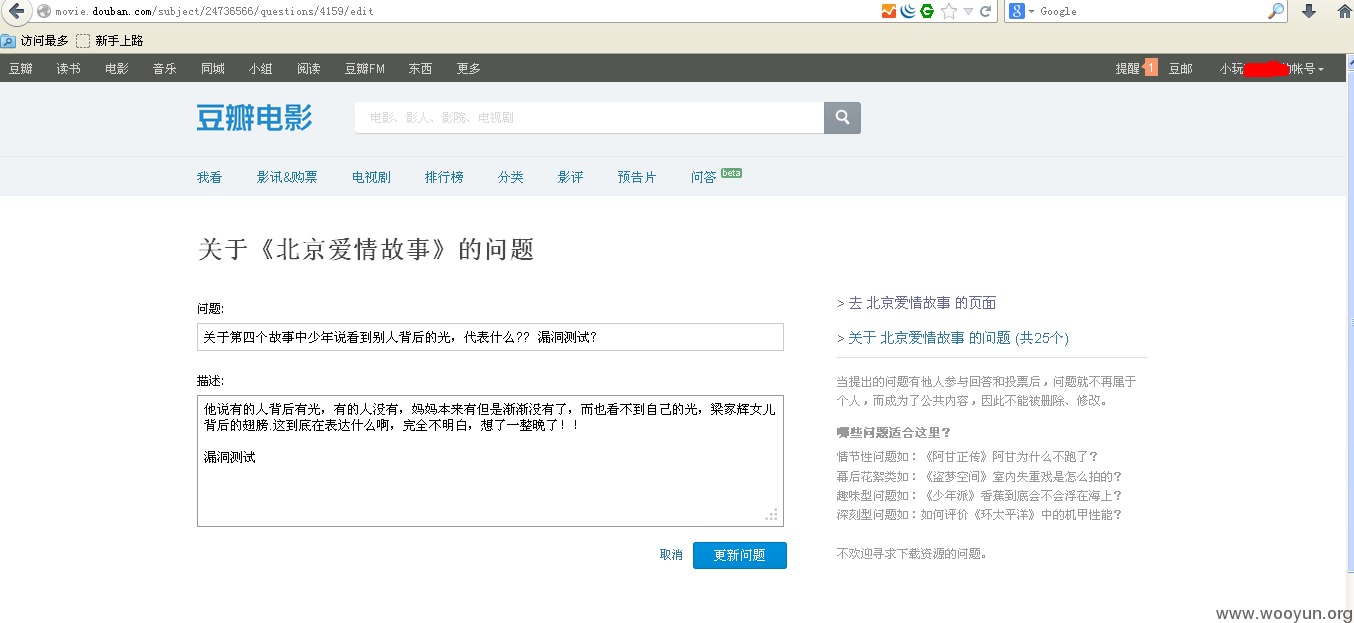 movie.douban.com/subject/24736566/questions/4159/edit
Google
访问最多 新手上路
豆瓣 读书 电影 音乐 同城 小组 阅读 豆瓣FM 东西 更多 提醒 1 豆邮 小玩 帐号
豆瓣电影
电影、影人、影院、电视剧
我看 影讯&购票 电视剧 排行榜 分类 影评 预告片 问答 beta
关于《北京爱情故事》的问题
问题:
关于第四个故事中少年说看到别人背后的光，代表什么?? 漏洞测试?
描述:
他说有的人背后有光，有的人没有，妈妈本来有但是渐渐没有了，而也看不到自己的光，梁家辉女儿
背后的翅膀.这到底在表达什么啊，完全不明白，想了一整晚了！！
漏洞测试
取消 更新问题
> 去 北京爱情故事 的页面
> 关于 北京爱情故事 的问题 (共25个)
当提出的问题有他人参与回答和投票后，问题就不再属于
个人，而成为了公共内容，因此不能被删除、修改。
哪些问题适合这里？
情节性问题如：《阿甘正传》阿甘为什么不跑了？
幕后花絮类如：《盗梦空间》室内失重戏是怎么拍的？
趣味型问题如：《少年派》香蕉到底会不会浮在海上？
深刻型问题如：如何评价《环太平洋》中的机甲性能？
不欢迎寻求下载资源的问题。
www.wooyun.org